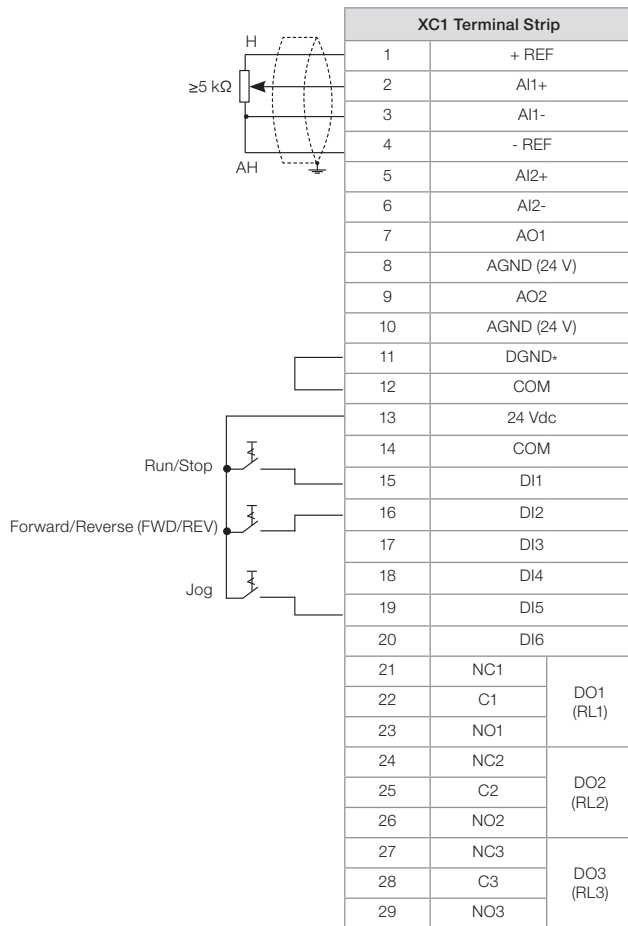 XC1 Terminal Strip
H
1 + REF
≥5 kΩ
2 AI1+
3 AI1-
4 - REF
AH
5 AI2+
6 AI2-
7 AO1
8 AGND (24 V)
9 AO2
10 AGND (24 V)
11 DGND*
12 COM
13 24 Vdc
14 COM
Run/Stop
15 DI1
16 DI2
Forward/Reverse (FWD/REV)
17 DI3
18 DI4
Jog
19 DI5
20 DI6
21 NC1
22 C1
DO1
(RL1)
23 NO1
24 NC2
25 C2
DO2
(RL2)
26 NO2
27 NC3
28 C3
DO3
(RL3)
29 NO3